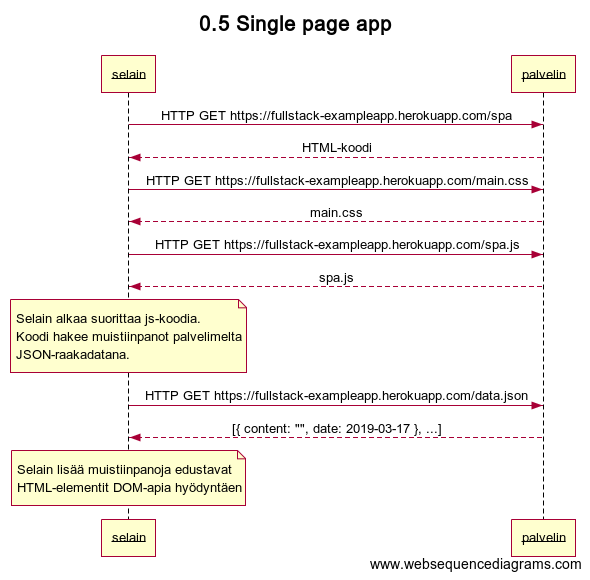 0.5 Single page app
selain
palvelin
HTTP GET https://fullstack-exampleapp.herokuapp.com/spa
HTML-koodi
HTTP GET https://fullstack-exampleapp.herokuapp.com/main.css
main.css
HTTP GET https://fullstack-exampleapp.herokuapp.com/spa.js
spa.js
Selain alkaa suorittaa js-koodia.
Koodi hakee muistiinpanot palvelimelta
JSON-raakadatana.
HTTP GET https://fullstack-exampleapp.herokuapp.com/data.json
[{ content: "", date: 2019-03-17 }, ...]
Selain lisää muistiinpanoja edustavat
HTML-elementit DOM-apia hyödyntäen
selain
palvelin
www.websequencediagrams.com